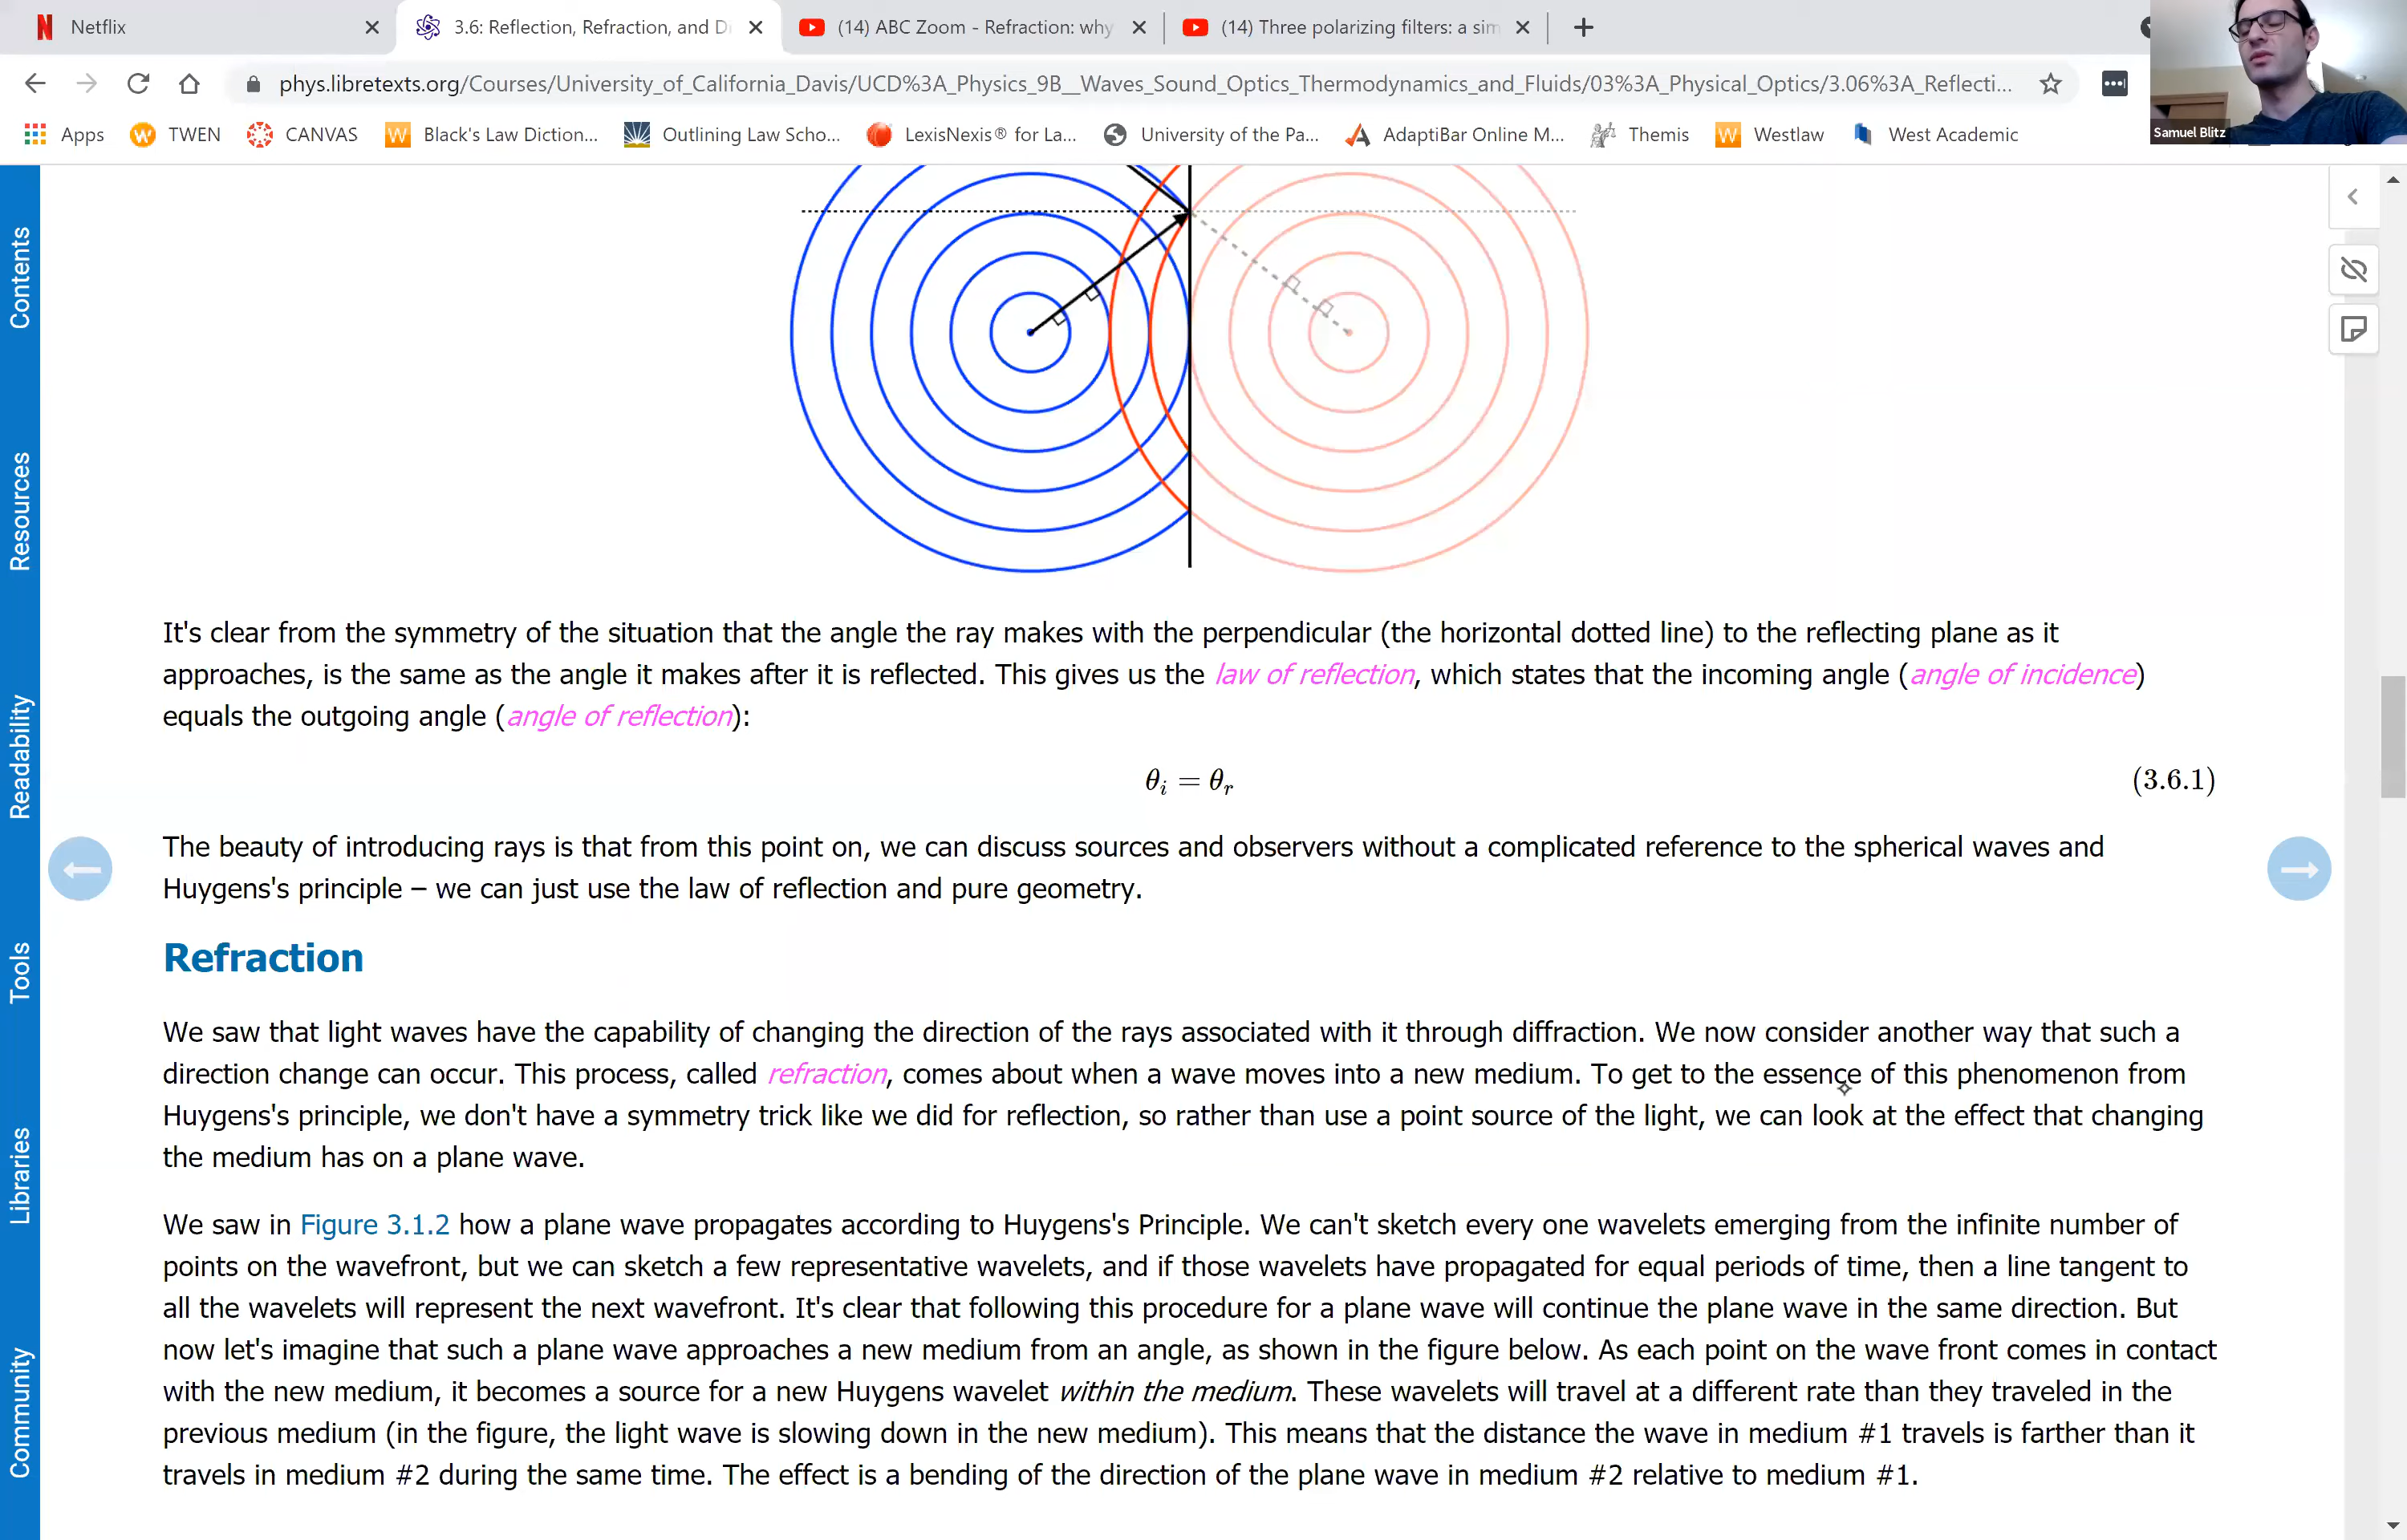 Netflix
3.6: Reflection, Refraction, and Di
(14) ABC Zoom - Refraction: why
(14) Three polarizing filters: a sim
phys.libretexts.org/Courses/University_of_California_Davis/UCD%3A_Physics_9B__Waves_Sound_Optics_Thermodynamics_and_Fluids/03%3A_Physical_Optics/3.06%3A_Reflecti...
Apps TWEN CANVAS Black's Law Diction... Outlining Law Scho... LexisNexis® for La... University of the Pa... AdaptiBar Online M... Themis Westlaw West Academic
Samuel Blitz
Contents
Resources
Readability
Tools
Libraries
Community
It's clear from the symmetry of the situation that the angle the ray makes with the perpendicular (the horizontal dotted line) to the reflecting plane as it
approaches, is the same as the angle it makes after it is reflected. This gives us the law of reflection, which states that the incoming angle (angle of incidence)
equals the outgoing angle (angle of reflection):
θi = θr (3.6.1)
The beauty of introducing rays is that from this point on, we can discuss sources and observers without a complicated reference to the spherical waves and
Huygens's principle – we can just use the law of reflection and pure geometry.
Refraction
We saw that light waves have the capability of changing the direction of the rays associated with it through diffraction. We now consider another way that such a
direction change can occur. This process, called refraction, comes about when a wave moves into a new medium. To get to the essence of this phenomenon from
Huygens's principle, we don't have a symmetry trick like we did for reflection, so rather than use a point source of the light, we can look at the effect that changing
the medium has on a plane wave.
We saw in Figure 3.1.2 how a plane wave propagates according to Huygens's Principle. We can't sketch every one wavelets emerging from the infinite number of
points on the wavefront, but we can sketch a few representative wavelets, and if those wavelets have propagated for equal periods of time, then a line tangent to
all the wavelets will represent the next wavefront. It's clear that following this procedure for a plane wave will continue the plane wave in the same direction. But
now let's imagine that such a plane wave approaches a new medium from an angle, as shown in the figure below. As each point on the wave front comes in contact
with the new medium, it becomes a source for a new Huygens wavelet within the medium. These wavelets will travel at a different rate than they traveled in the
previous medium (in the figure, the light wave is slowing down in the new medium). This means that the distance the wave in medium #1 travels is farther than it
travels in medium #2 during the same time. The effect is a bending of the direction of the plane wave in medium #2 relative to medium #1.